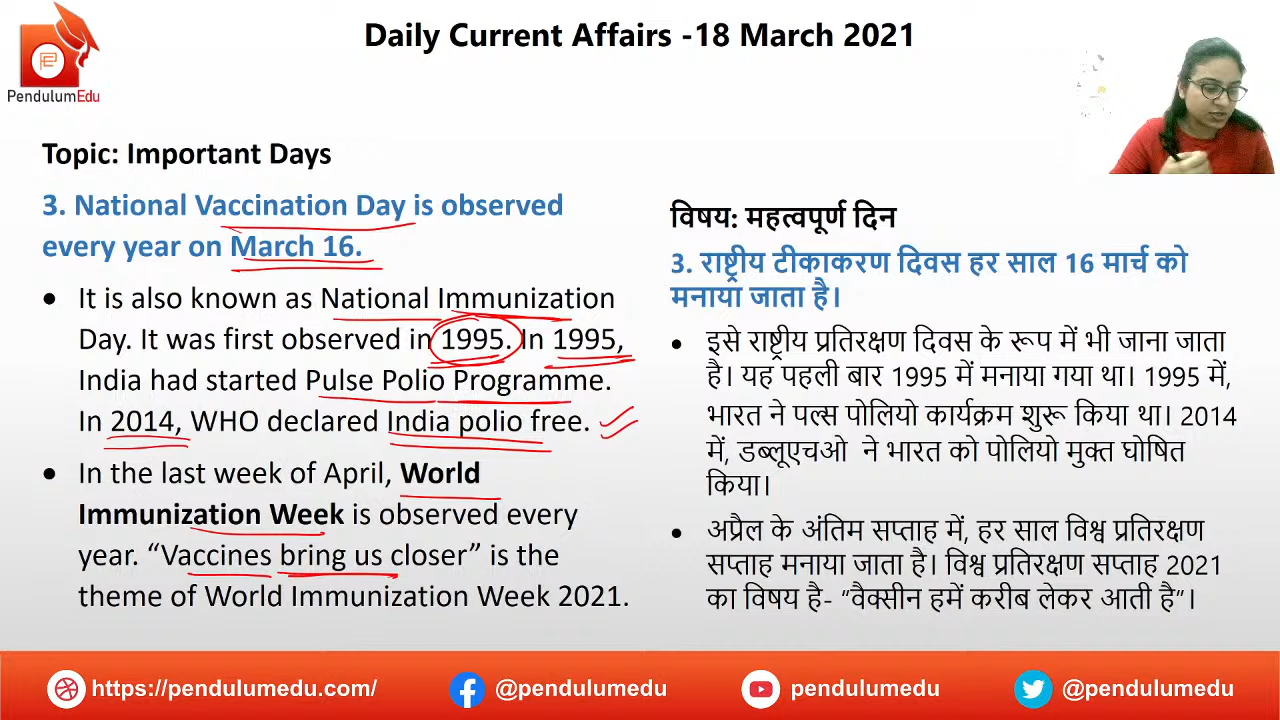 Daily Current Affairs -18 March 2021
PendulumEdu
Topic: Important Days
3. National Vaccination Day is observed
every year on March 16.
• It is also known as National Immunization
Day. It was first observed in 1995. In 1995,
India had started Pulse Polio Programme.
In 2014, WHO declared India polio free.
• In the last week of April, World
Immunization Week is observed every
year. “Vaccines bring us closer” is the
theme of World Immunization Week 2021.
विषय: महत्वपूर्ण दिन
3. राष्ट्रीय टीकाकरण दिवस हर साल 16 मार्च को
मनाया जाता है।
• इसे राष्ट्रीय प्रतिरक्षण दिवस के रूप में भी जाना जाता
है। यह पहली बार 1995 में मनाया गया था। 1995 में,
भारत ने पल्स पोलियो कार्यक्रम शुरू किया था। 2014
में, डब्लूएचओ ने भारत को पोलियो मुक्त घोषित
किया।
• अप्रैल के अंतिम सप्ताह में, हर साल विश्व प्रतिरक्षण
सप्ताह मनाया जाता है। विश्व प्रतिरक्षण सप्ताह 2021
का विषय है- “वैक्सीन हमें करीब लेकर आती है”।
https://pendulumedu.com/
@pendulumedu
pendulumedu
@pendulumedu